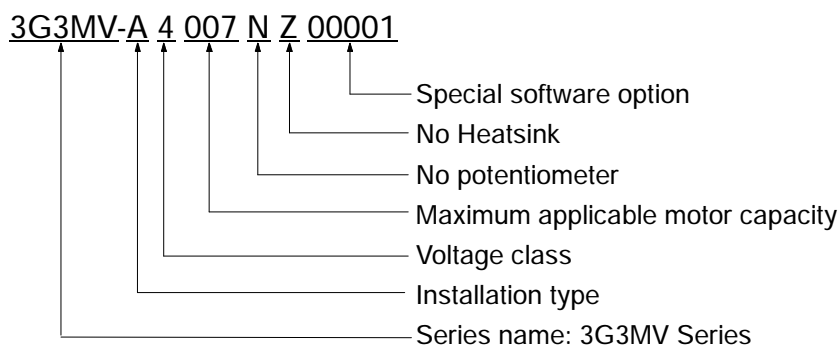 3G3MV-A 4 007 N Z 00001
Special software option
No Heatsink
No potentiometer
Maximum applicable motor capacity
Voltage class
Installation type
Series name: 3G3MV Series